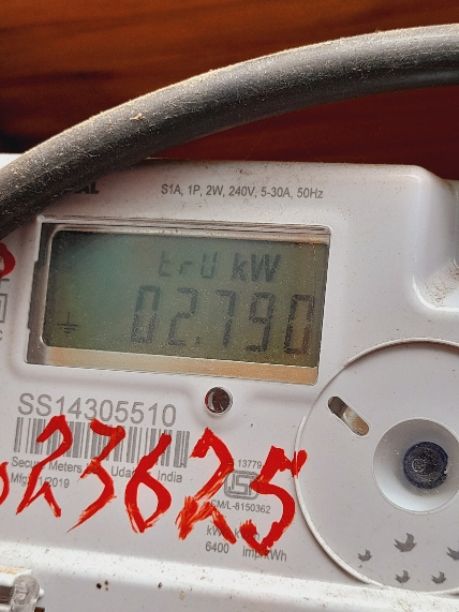 S1A, 1P, 2W, 240V, 5-30A, 50Hz
trU kW
02.790
SS14305510
Secure Meters
India
/2019
13779
CM/L-8150362
23625
6400 imp/kWh